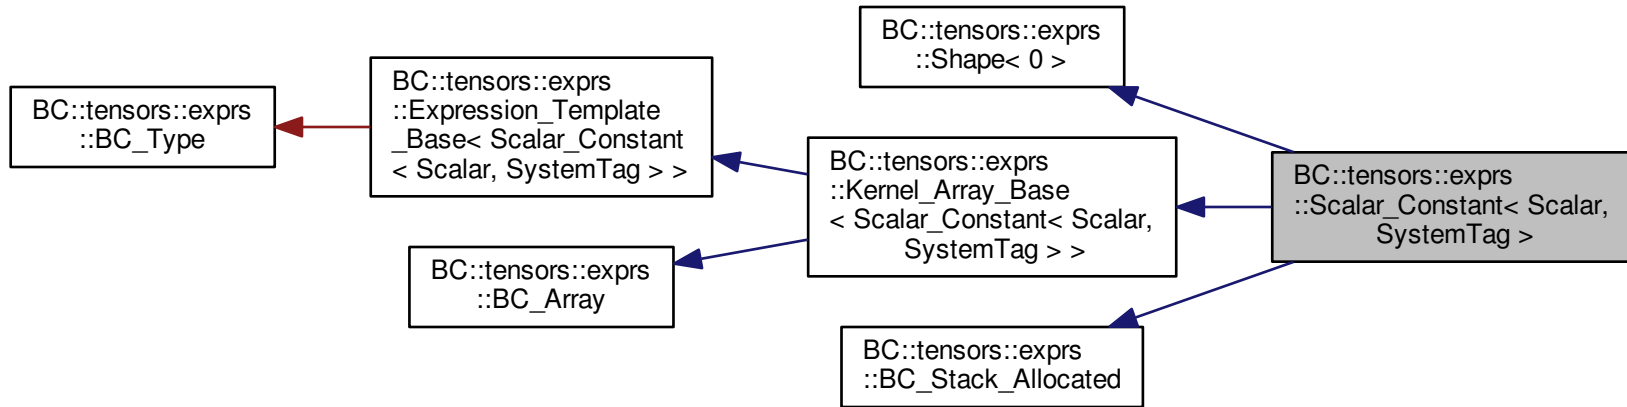 BC::tensors::exprs
::BC_Type
BC::tensors::exprs
::Expression_Template
_Base< Scalar_Constant
< Scalar, SystemTag > >
BC::tensors::exprs
::BC_Array
BC::tensors::exprs
::Shape< 0 >
BC::tensors::exprs
::Kernel_Array_Base
< Scalar_Constant< Scalar,
SystemTag > >
BC::tensors::exprs
::BC_Stack_Allocated
BC::tensors::exprs
::Scalar_Constant< Scalar,
SystemTag >